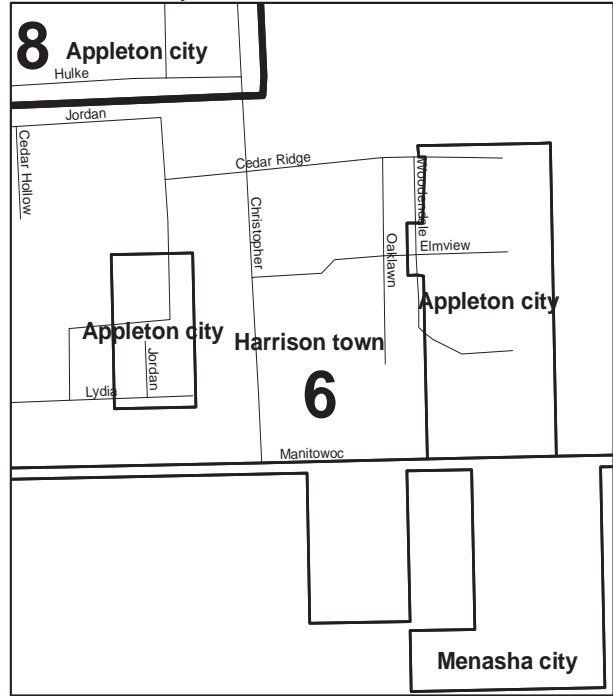 8 Appleton city
Hulke
Jordan
Cedar Hollow
Cedar Ridge
Woodendale
Christopher
Oaklawn
Elmview
Appleton city
Appleton city
Harrison town
Jordan
6
Lydia
Manitowoc
Menasha city